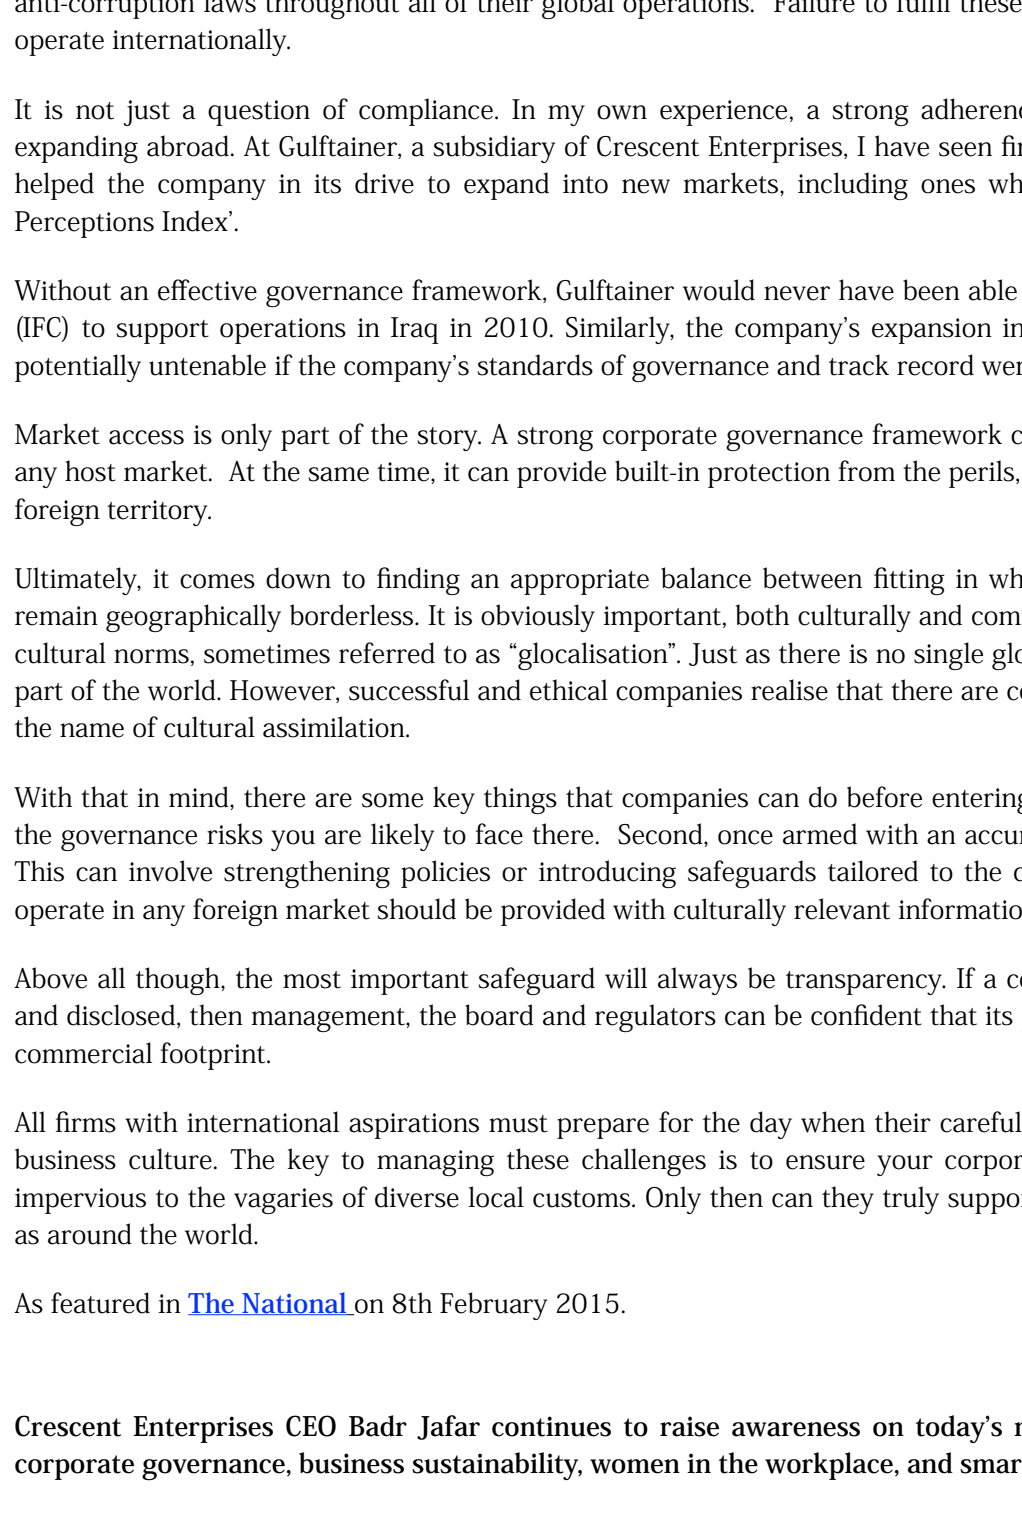 anti-corruption laws throughout all of their global operations.  Failure to fulfil these
operate internationally.
It is not just a question of compliance. In my own experience, a strong
expanding abroad. At Gulftainer, a subsidiary of Crescent Enterprises, I have seen
helped the company in its drive to expand into new markets, including ones
Perceptions Index’.
Without an effective governance framework, Gulftainer would never have been able
(IFC) to support operations in Iraq in 2010. Similarly, the company’s expansion
potentially untenable if the company’s standards of governance and track record
Market access is only part of the story. A strong corporate governance framework
any host market.  At the same time, it can provide built-in protection from the perils,
foreign territory.
Ultimately, it comes down to finding an appropriate balance between fitting in
remain geographically borderless. It is obviously important, both culturally and
cultural norms, sometimes referred to as “glocalisation”. Just as there is no single
part of the world. However, successful and ethical companies realise that there are
the name of cultural assimilation.
With that in mind, there are some key things that companies can do before entering
the governance risks you are likely to face there.  Second, once armed with an
This can involve strengthening policies or introducing safeguards tailored to the
operate in any foreign market should be provided with culturally relevant
Above all though, the most important safeguard will always be transparency. If a
and disclosed, then management, the board and regulators can be confident that its
commercial footprint.
All firms with international aspirations must prepare for the day when their
business culture. The key to managing these challenges is to ensure your
impervious to the vagaries of diverse local customs. Only then can they truly
as around the world.
As featured in The National on 8th February 2015.
Crescent Enterprises CEO Badr Jafar continues to raise awareness on today’s
corporate governance, business sustainability, women in the workplace, and